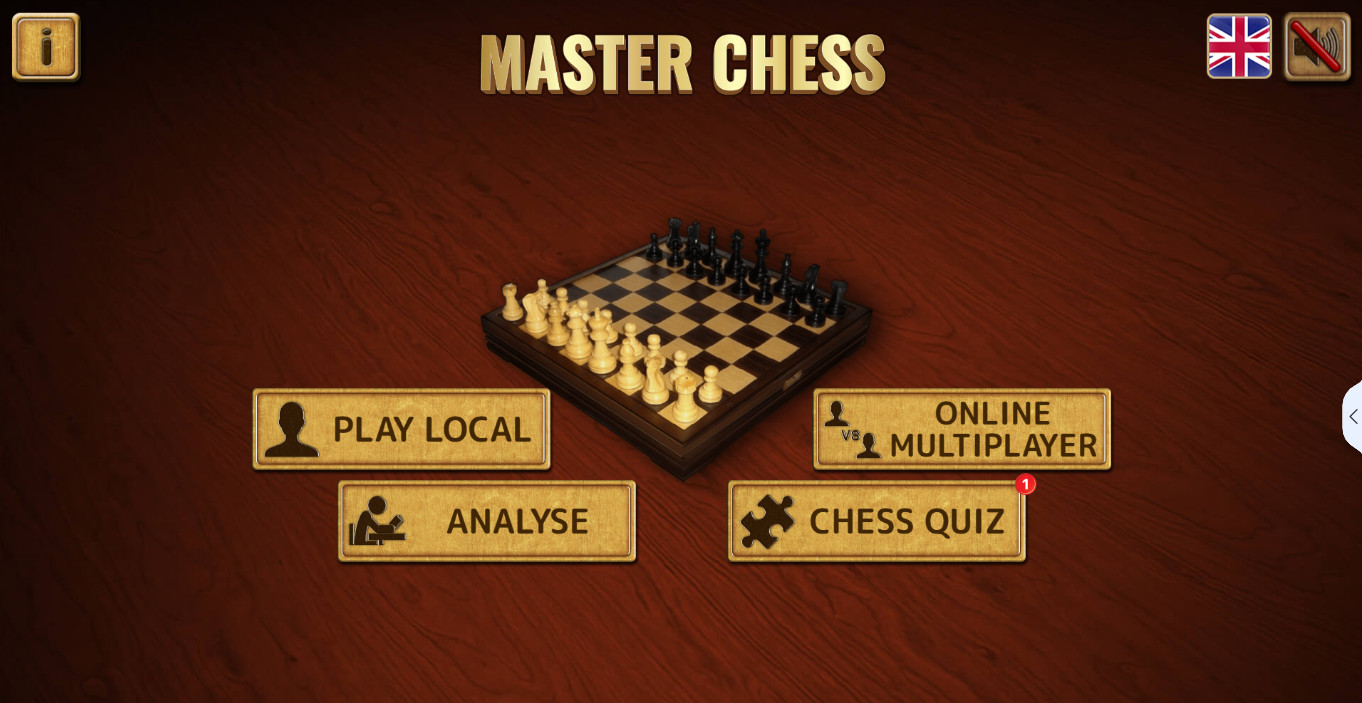 i
MASTER CHESS
PLAY LOCAL
VS
ONLINE
MULTIPLAYER
ANALYSE
CHESS QUIZ
1